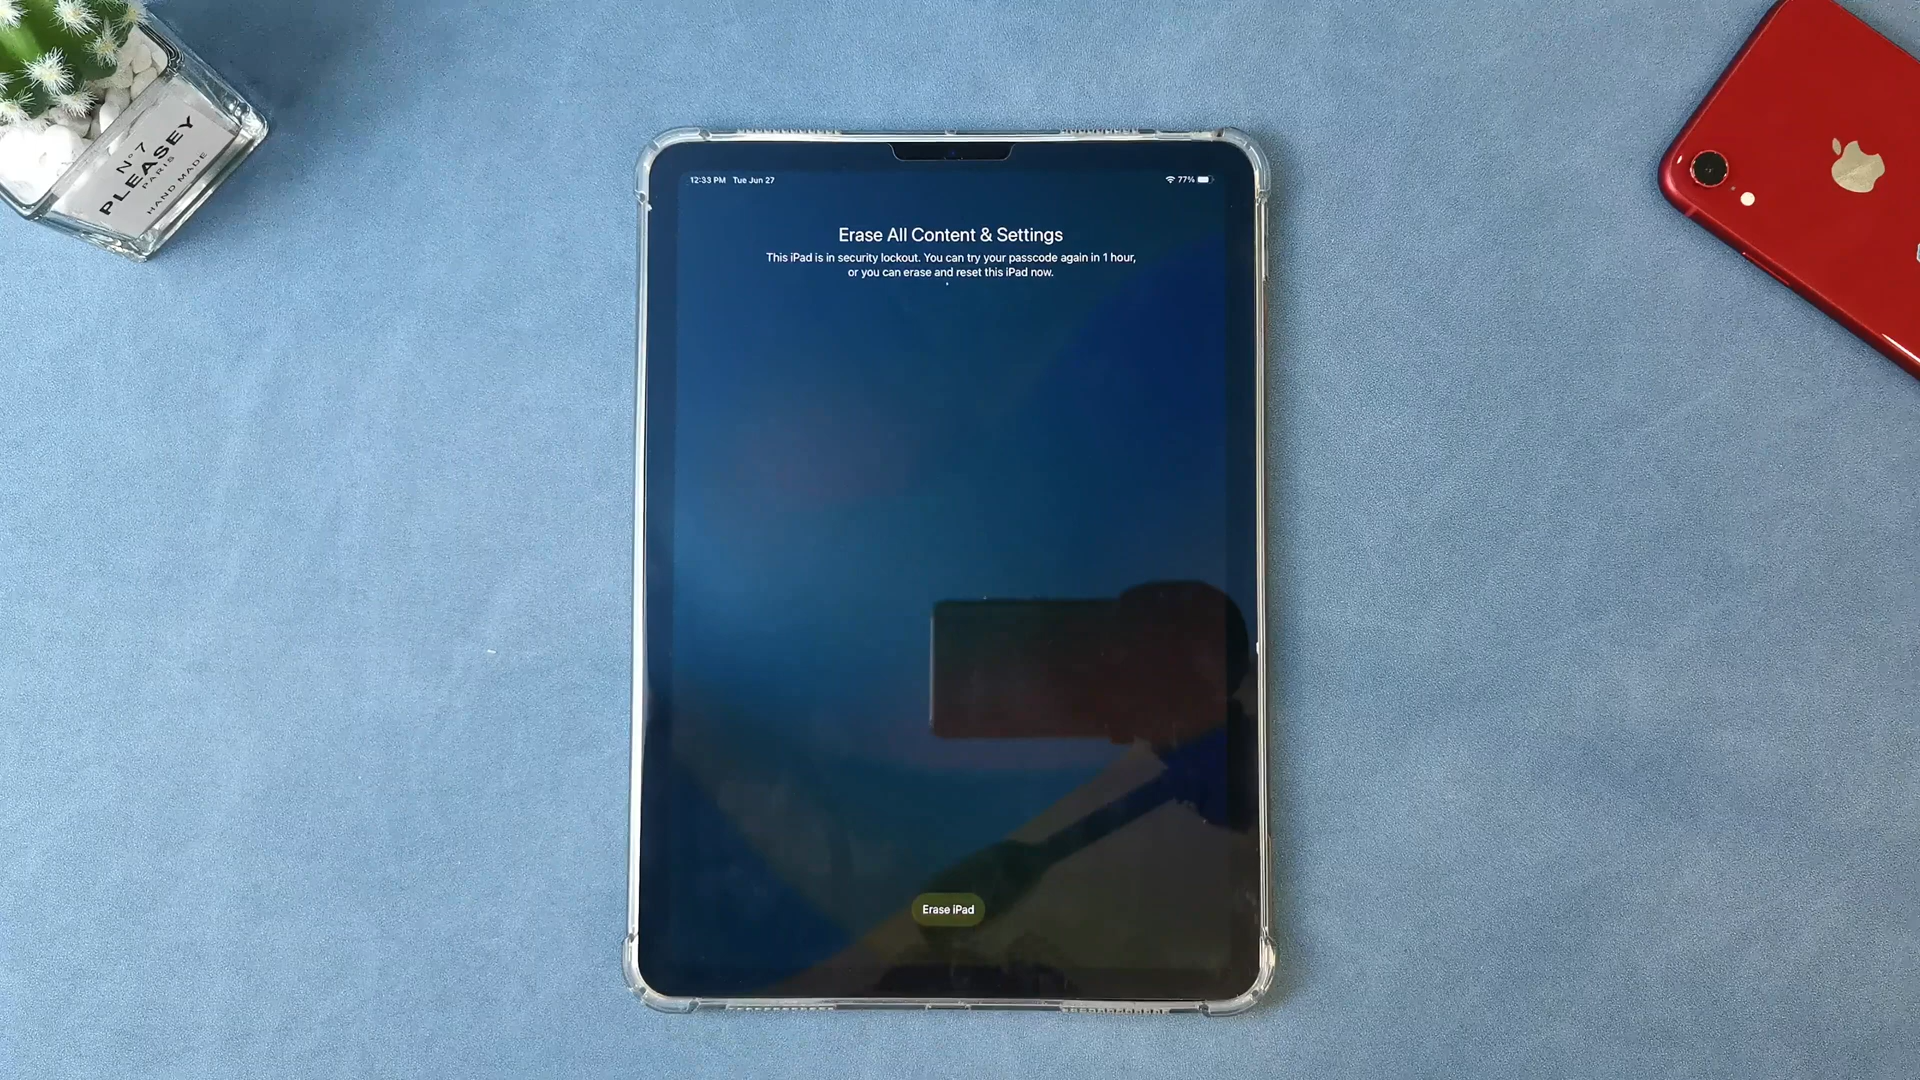 N°7
PLEASEY
PARIS
HAND MADE
12:33 PM Tue Jun 27
77%
Erase All Content & Settings
This iPad is in security lockout. You can try your passcode again in 1 hour,
or you can erase and reset this iPad now.
Erase iPad